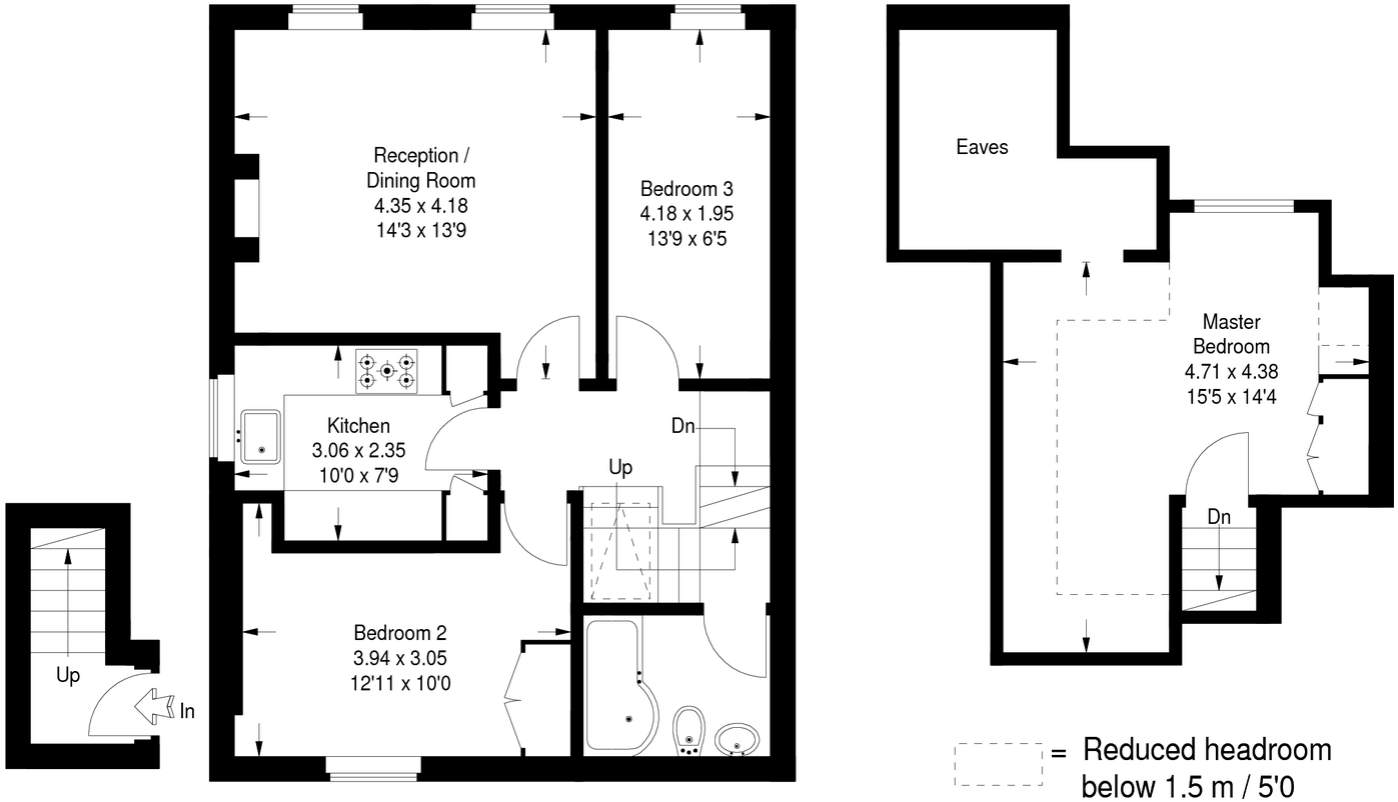 Reception /
Dining Room
4.35 x 4.18
14'3 x 13'9
Bedroom 3
4.18 x 1.95
13'9 x 6'5
Kitchen
3.06 x 2.35
10'0 x 7'9
Dn
Up
Bedroom 2
3.94 x 3.05
12'11 x 10'0
Up
In
Eaves
Master
Bedroom
4.71 x 4.38
15'5 x 14'4
Dn
= Reduced headroom
below 1.5 m / 5'0